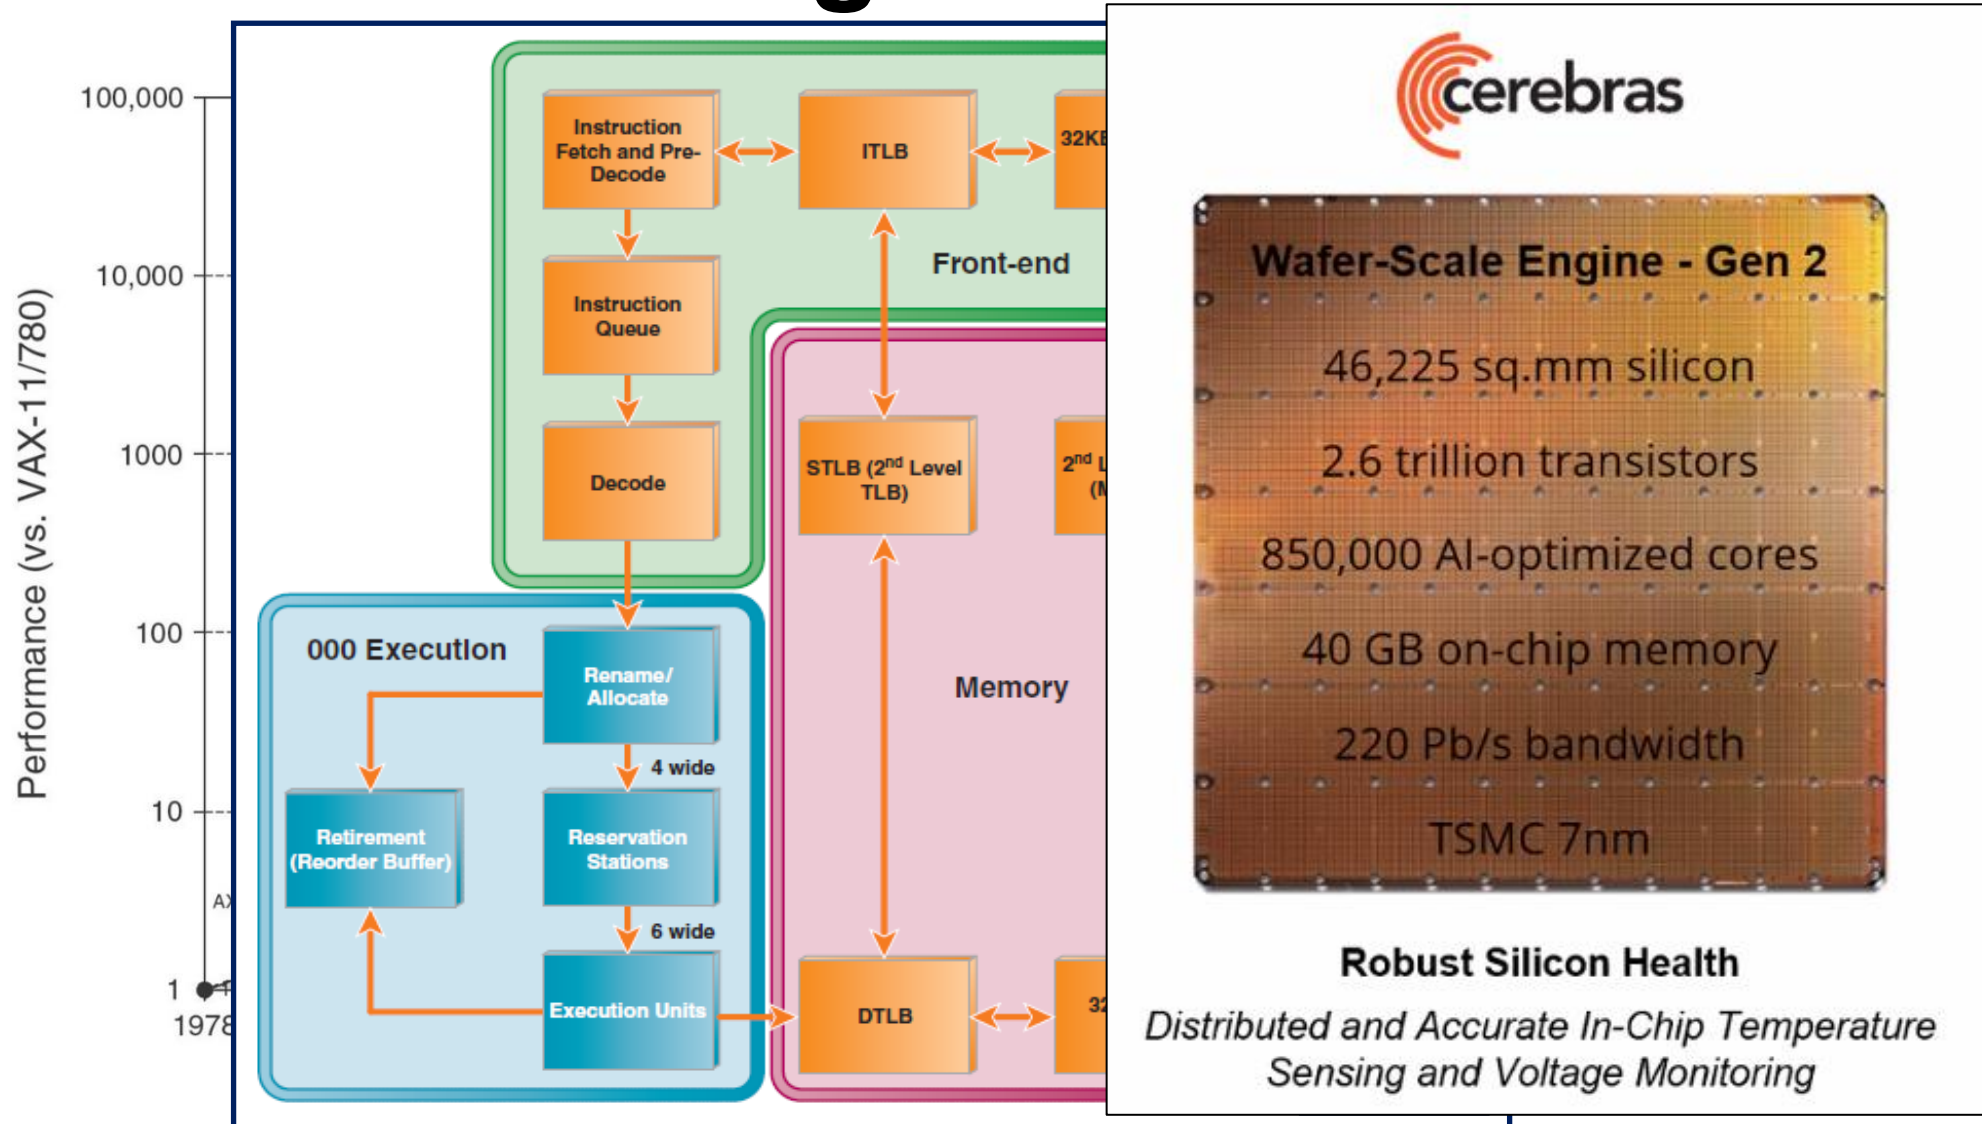 g
Performance (vs. VAX-11/780)
100,000
10,000
1000
100
10
1
1978
AX
Instruction
Fetch and Pre-
Decode
ITLB
32KB
Front-end
Instruction
Queue
Decode
STLB (2nd Level
TLB)
2nd L
(M
000 Execution
Rename/
Allocate
Memory
4 wide
Retirement
(Reorder Buffer)
Reservation
Stations
6 wide
Execution Units
DTLB
32
cerebras
Wafer-Scale Engine - Gen 2
46,225 sq.mm silicon
2.6 trillion transistors
850,000 AI-optimized cores
40 GB on-chip memory
220 Pb/s bandwidth
TSMC 7nm
Robust Silicon Health
Distributed and Accurate In-Chip Temperature
Sensing and Voltage Monitoring